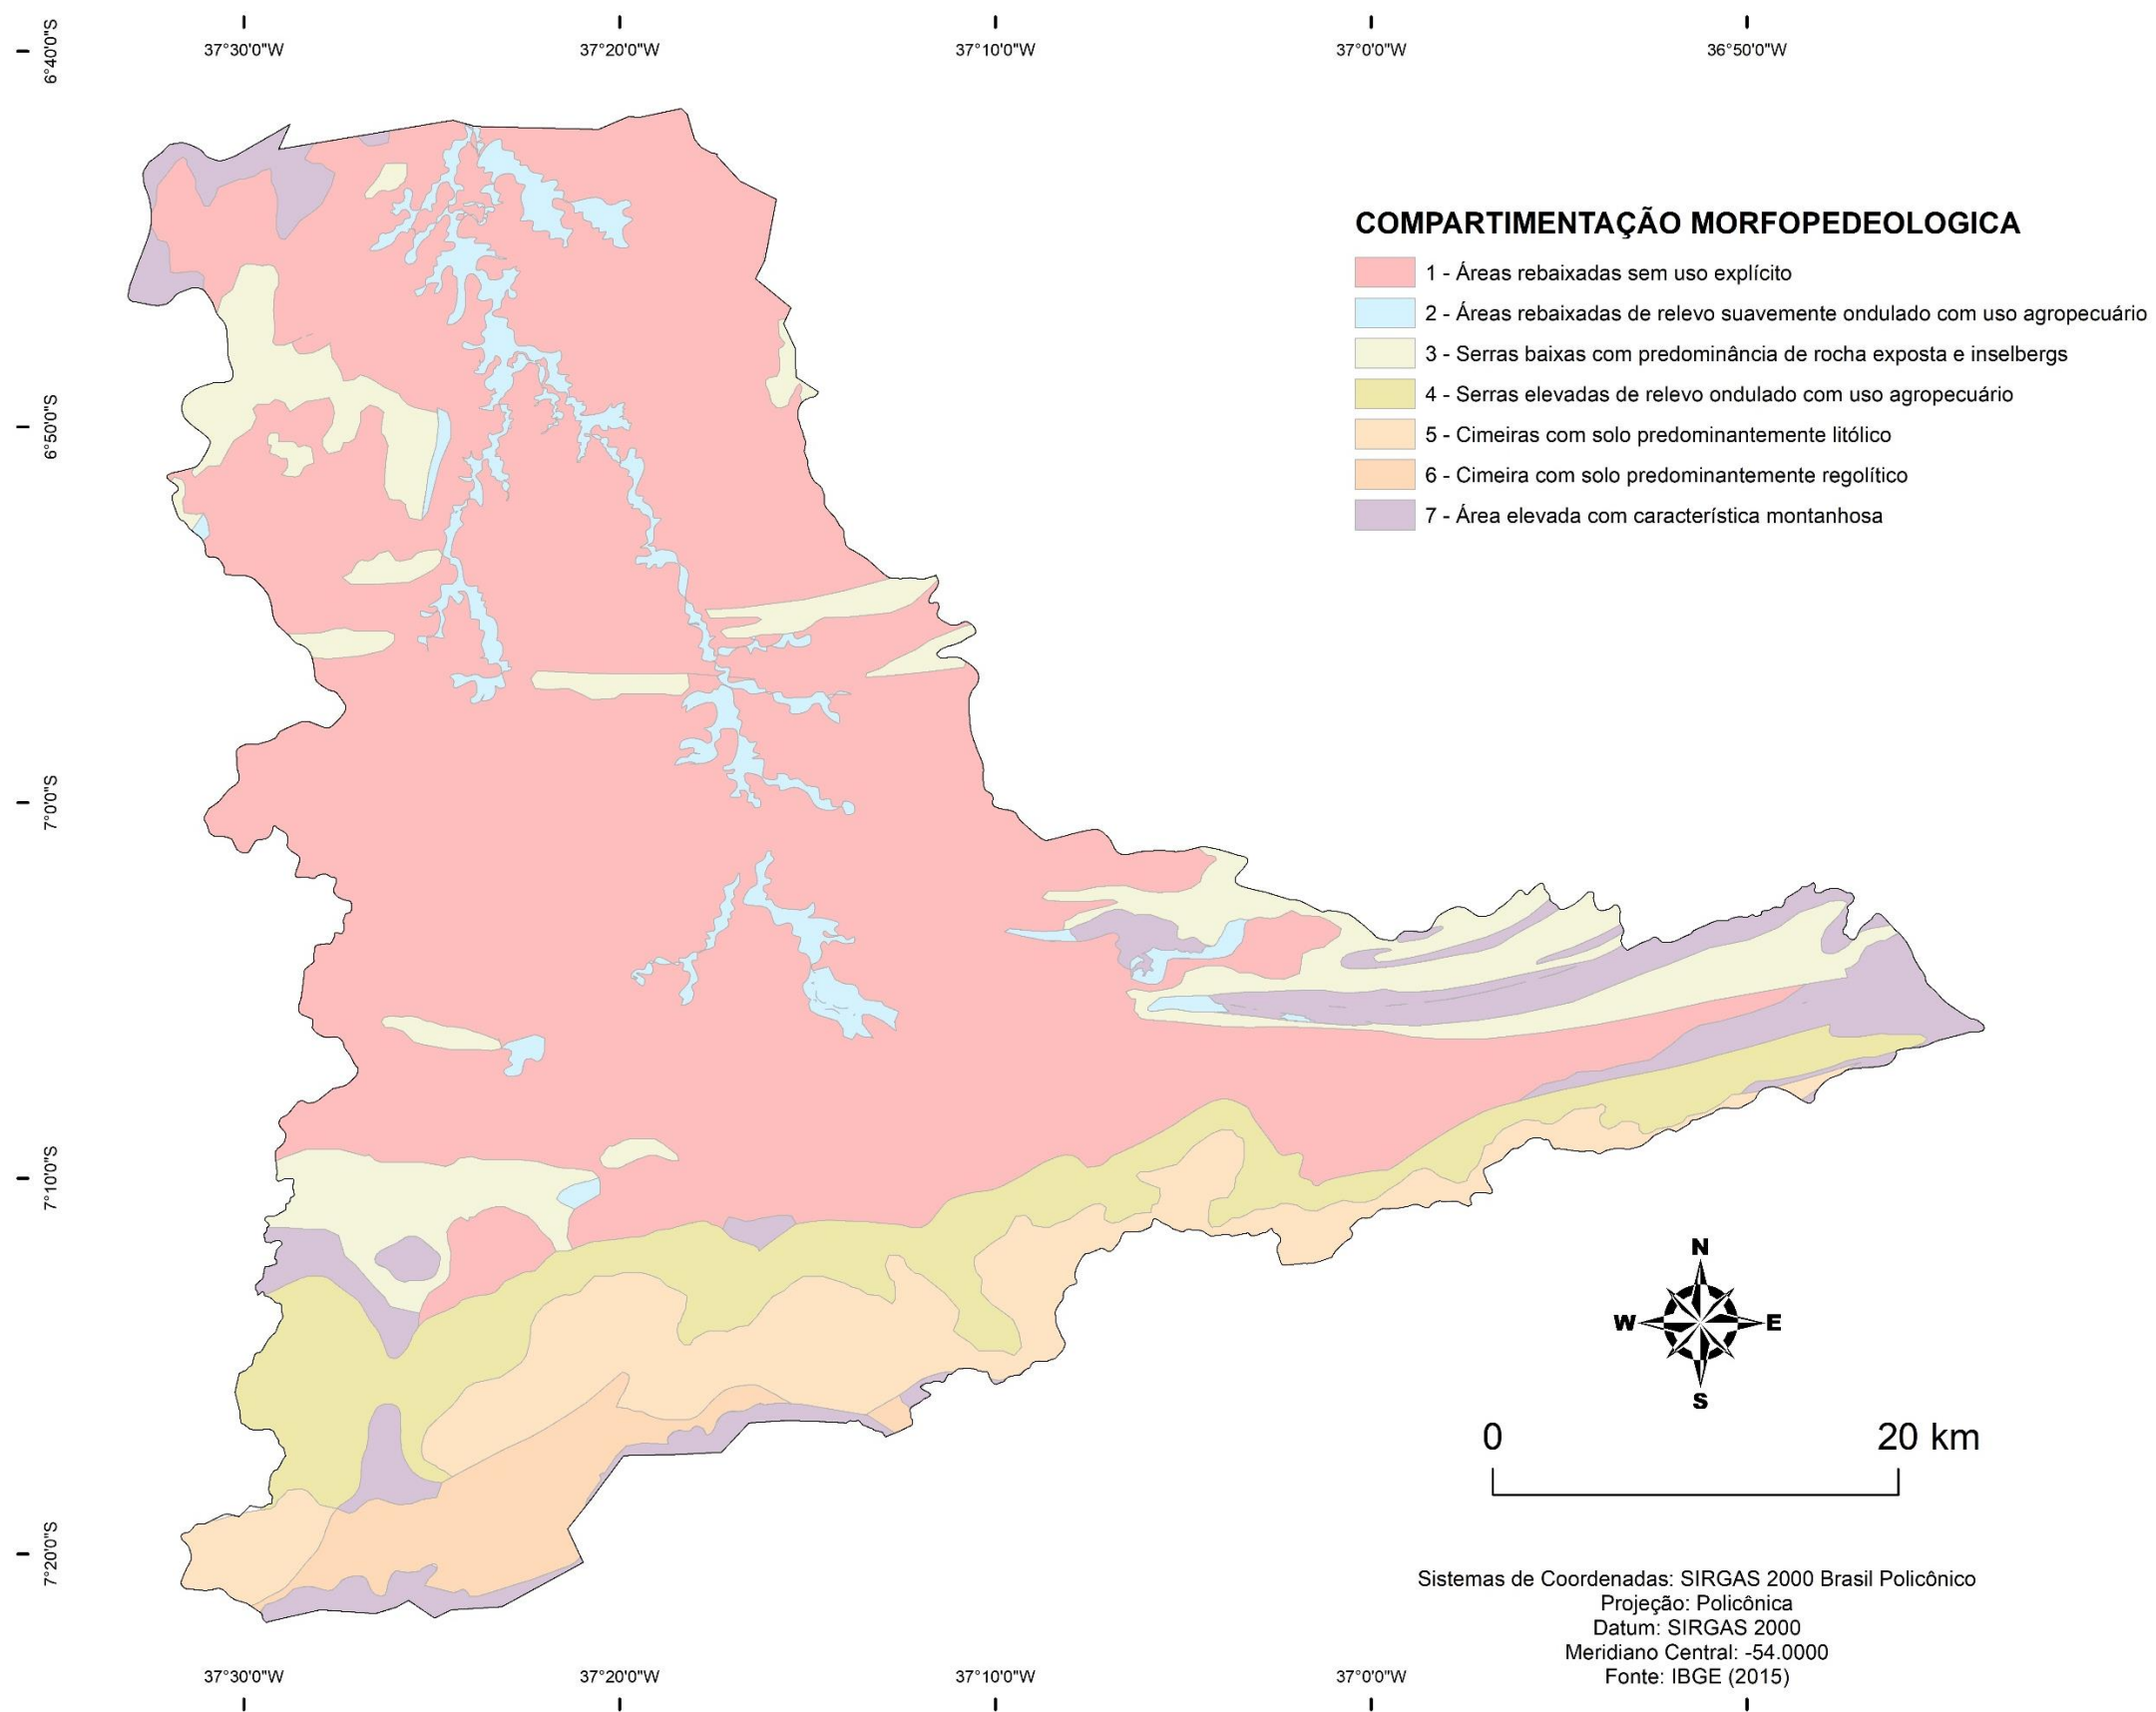 37°30'0"W 37°20'0"W 37°10'0"W 37°0'0"W 36°50'0"W
6°40'0"S
6°50'0"S
7°0'0"S
7°10'0"S
7°20'0"S
COMPARTIMENTAÇÃO MORFOPEDEOLOGICA
1 - Áreas rebaixadas sem uso explícito
2 - Áreas rebaixadas de relevo suavemente ondulado com uso agropecuário
3 - Serras baixas com predominância de rocha exposta e inselbergs
4 - Serras elevadas de relevo ondulado com uso agropecuário
5 - Cimeiras com solo predominantemente litólico
6 - Cimeira com solo predominantemente regolítico
7 - Área elevada com característica montanhosa
N
W E
S
0 20 km
Sistemas de Coordenadas: SIRGAS 2000 Brasil Policônico
Projeção: Policônica
Datum: SIRGAS 2000
Meridiano Central: -54.0000
Fonte: IBGE (2015)
37°30'0"W 37°20'0"W 37°10'0"W 37°0'0"W